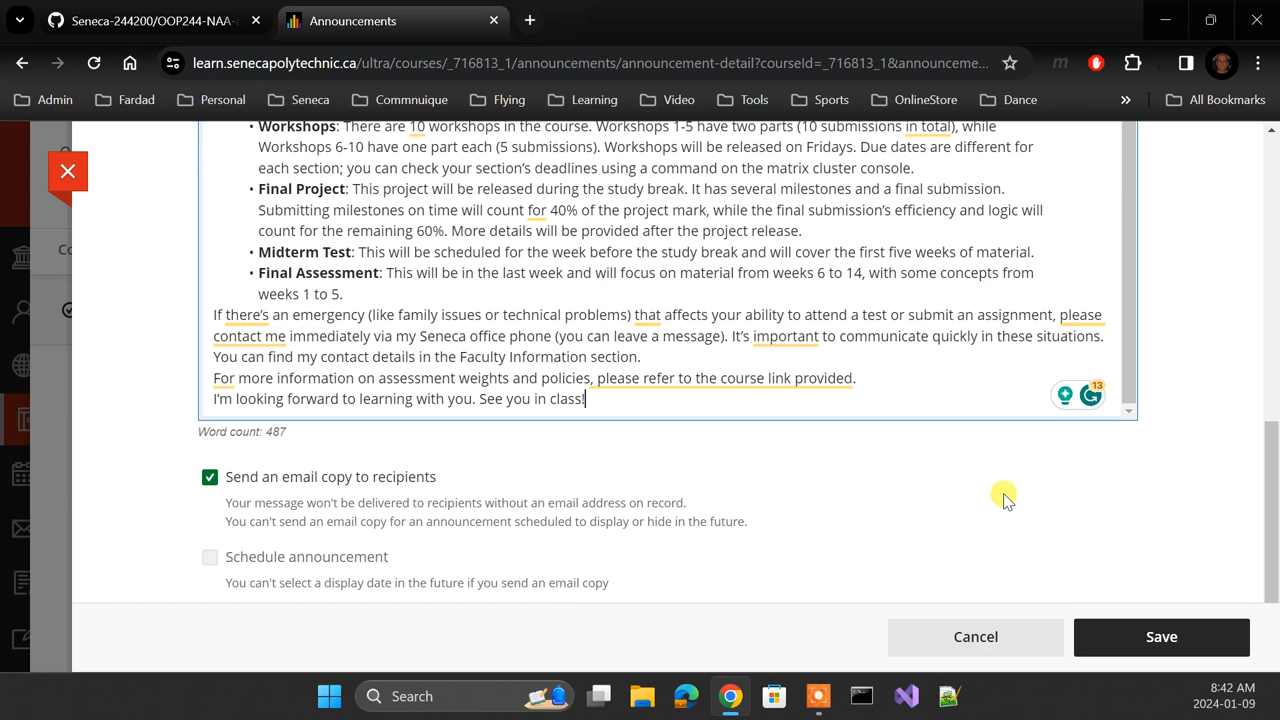 Seneca-244200/OOP244-NAA-
Announcements
learn.senecapolytechnic.ca/ultra/courses/_716813_1/announcements/announcement-detail?courseId=_716813_1&announceme...
Admin
Fardad
Personal
Seneca
Commnuique
Flying
Learning
Video
Tools
Sports
OnlineStore
Dance
»
All Bookmarks
• Workshops: There are 10 workshops in the course. Workshops 1-5 have two parts (10 submissions in total), while
Workshops 6-10 have one part each (5 submissions). Workshops will be released on Fridays. Due dates are different for
each section; you can check your section’s deadlines using a command on the matrix cluster console.
• Final Project: This project will be released during the study break. It has several milestones and a final submission.
Submitting milestones on time will count for 40% of the project mark, while the final submission’s efficiency and logic will
count for the remaining 60%. More details will be provided after the project release.
• Midterm Test: This will be scheduled for the week before the study break and will cover the first five weeks of material.
• Final Assessment: This will be in the last week and will focus on material from weeks 6 to 14, with some concepts from
weeks 1 to 5.
If there’s an emergency (like family issues or technical problems) that affects your ability to attend a test or submit an assignment, please
contact me immediately via my Seneca office phone (you can leave a message). It’s important to communicate quickly in these situations.
You can find my contact details in the Faculty Information section.
For more information on assessment weights and policies, please refer to the course link provided.
I’m looking forward to learning with you. See you in class!
13
Word count: 487
Send an email copy to recipients
Your message won't be delivered to recipients without an email address on record.
You can't send an email copy for an announcement scheduled to display or hide in the future.
Schedule announcement
You can't select a display date in the future if you send an email copy
Cancel
Save
Search
8:42 AM
2024-01-09